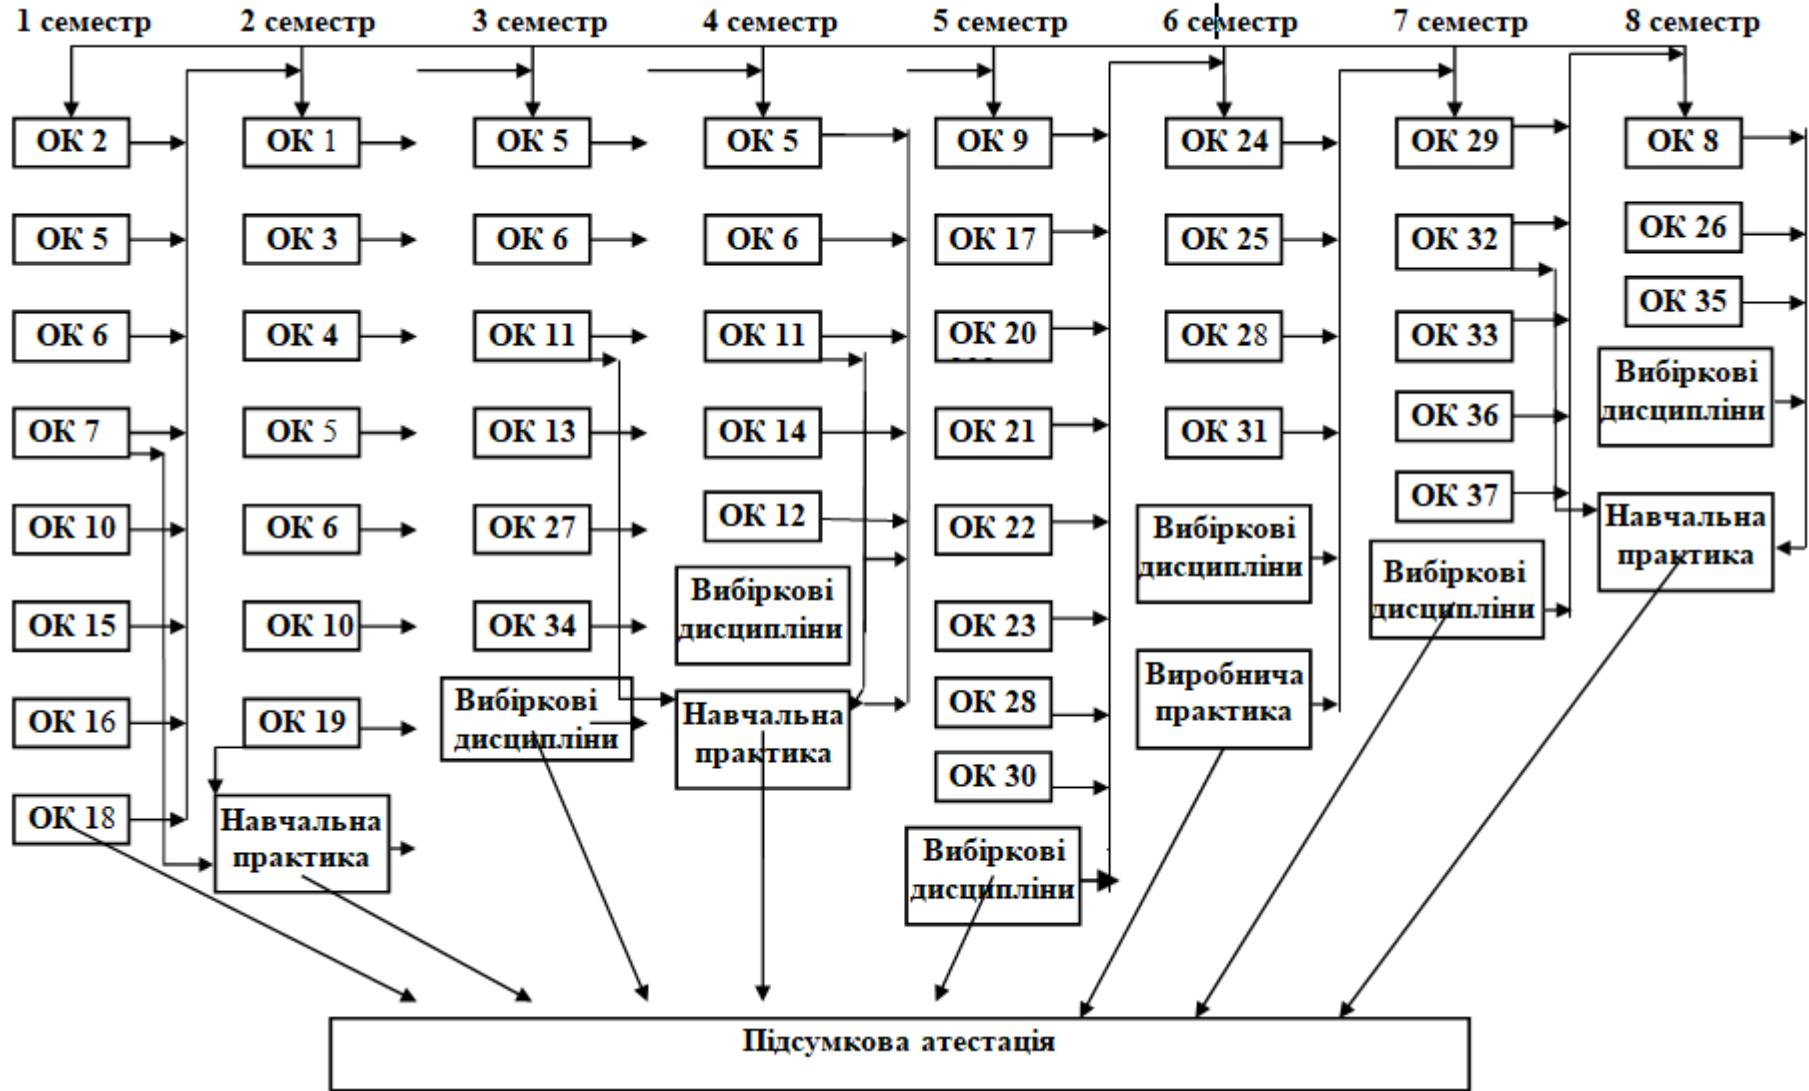 1 семестр
2 семестр
3 семестр
4 семестр
5 семестр
6 семестр
7 семестр
8 семестр
ОК 2
ОК 5
ОК 6
ОК 7
ОК 10
ОК 15
ОК 16
ОК 18
ОК 1
ОК 3
ОК 4
ОК 5
ОК 6
ОК 10
ОК 19
Навчальна
практика
ОК 5
ОК 6
ОК 11
ОК 13
ОК 27
ОК 34
Вибіркові
дисципліни
ОК 5
ОК 6
ОК 11
ОК 14
ОК 12
Вибіркові
дисципліни
Навчальна
практика
ОК 9
ОК 17
ОК 20
ОК 21
ОК 22
ОК 23
ОК 28
ОК 30
Вибіркові
дисципліни
ОК 24
ОК 25
ОК 28
ОК 31
Вибіркові
дисципліни
Виробнича
практика
ОК 29
ОК 32
ОК 33
ОК 36
ОК 37
Вибіркові
дисципліни
ОК 8
ОК 26
ОК 35
Вибіркові
дисципліни
Навчальна
практика
Підсумкова атестація